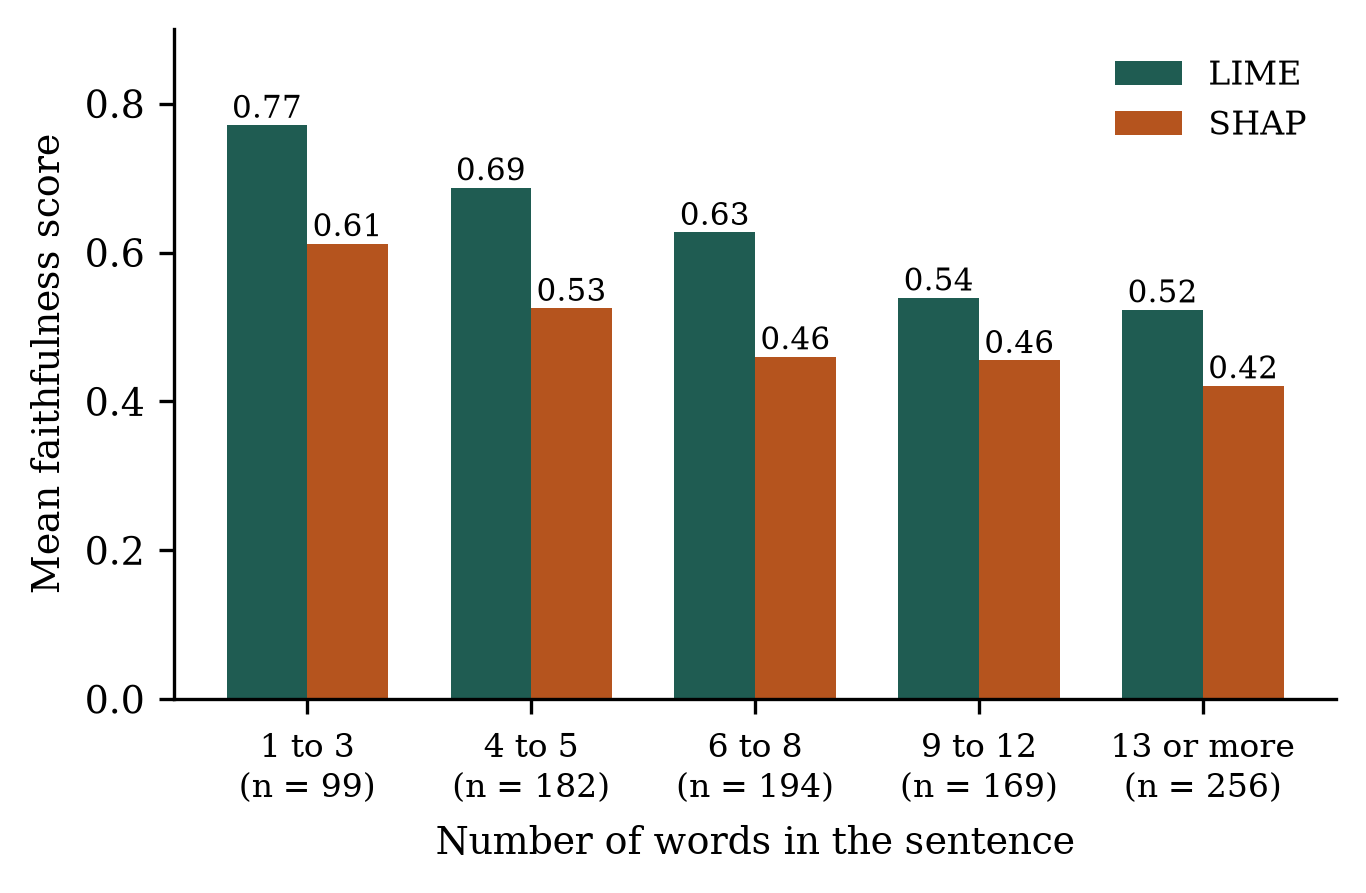 LIME
SHAP
Mean faithfulness score
0.8
0.6
0.4
0.2
0.0
0.77
0.61
0.69
0.53
0.63
0.46
0.54
0.46
0.52
0.42
1 to 3
(n = 99)
4 to 5
(n = 182)
6 to 8
(n = 194)
9 to 12
(n = 169)
13 or more
(n = 256)
Number of words in the sentence